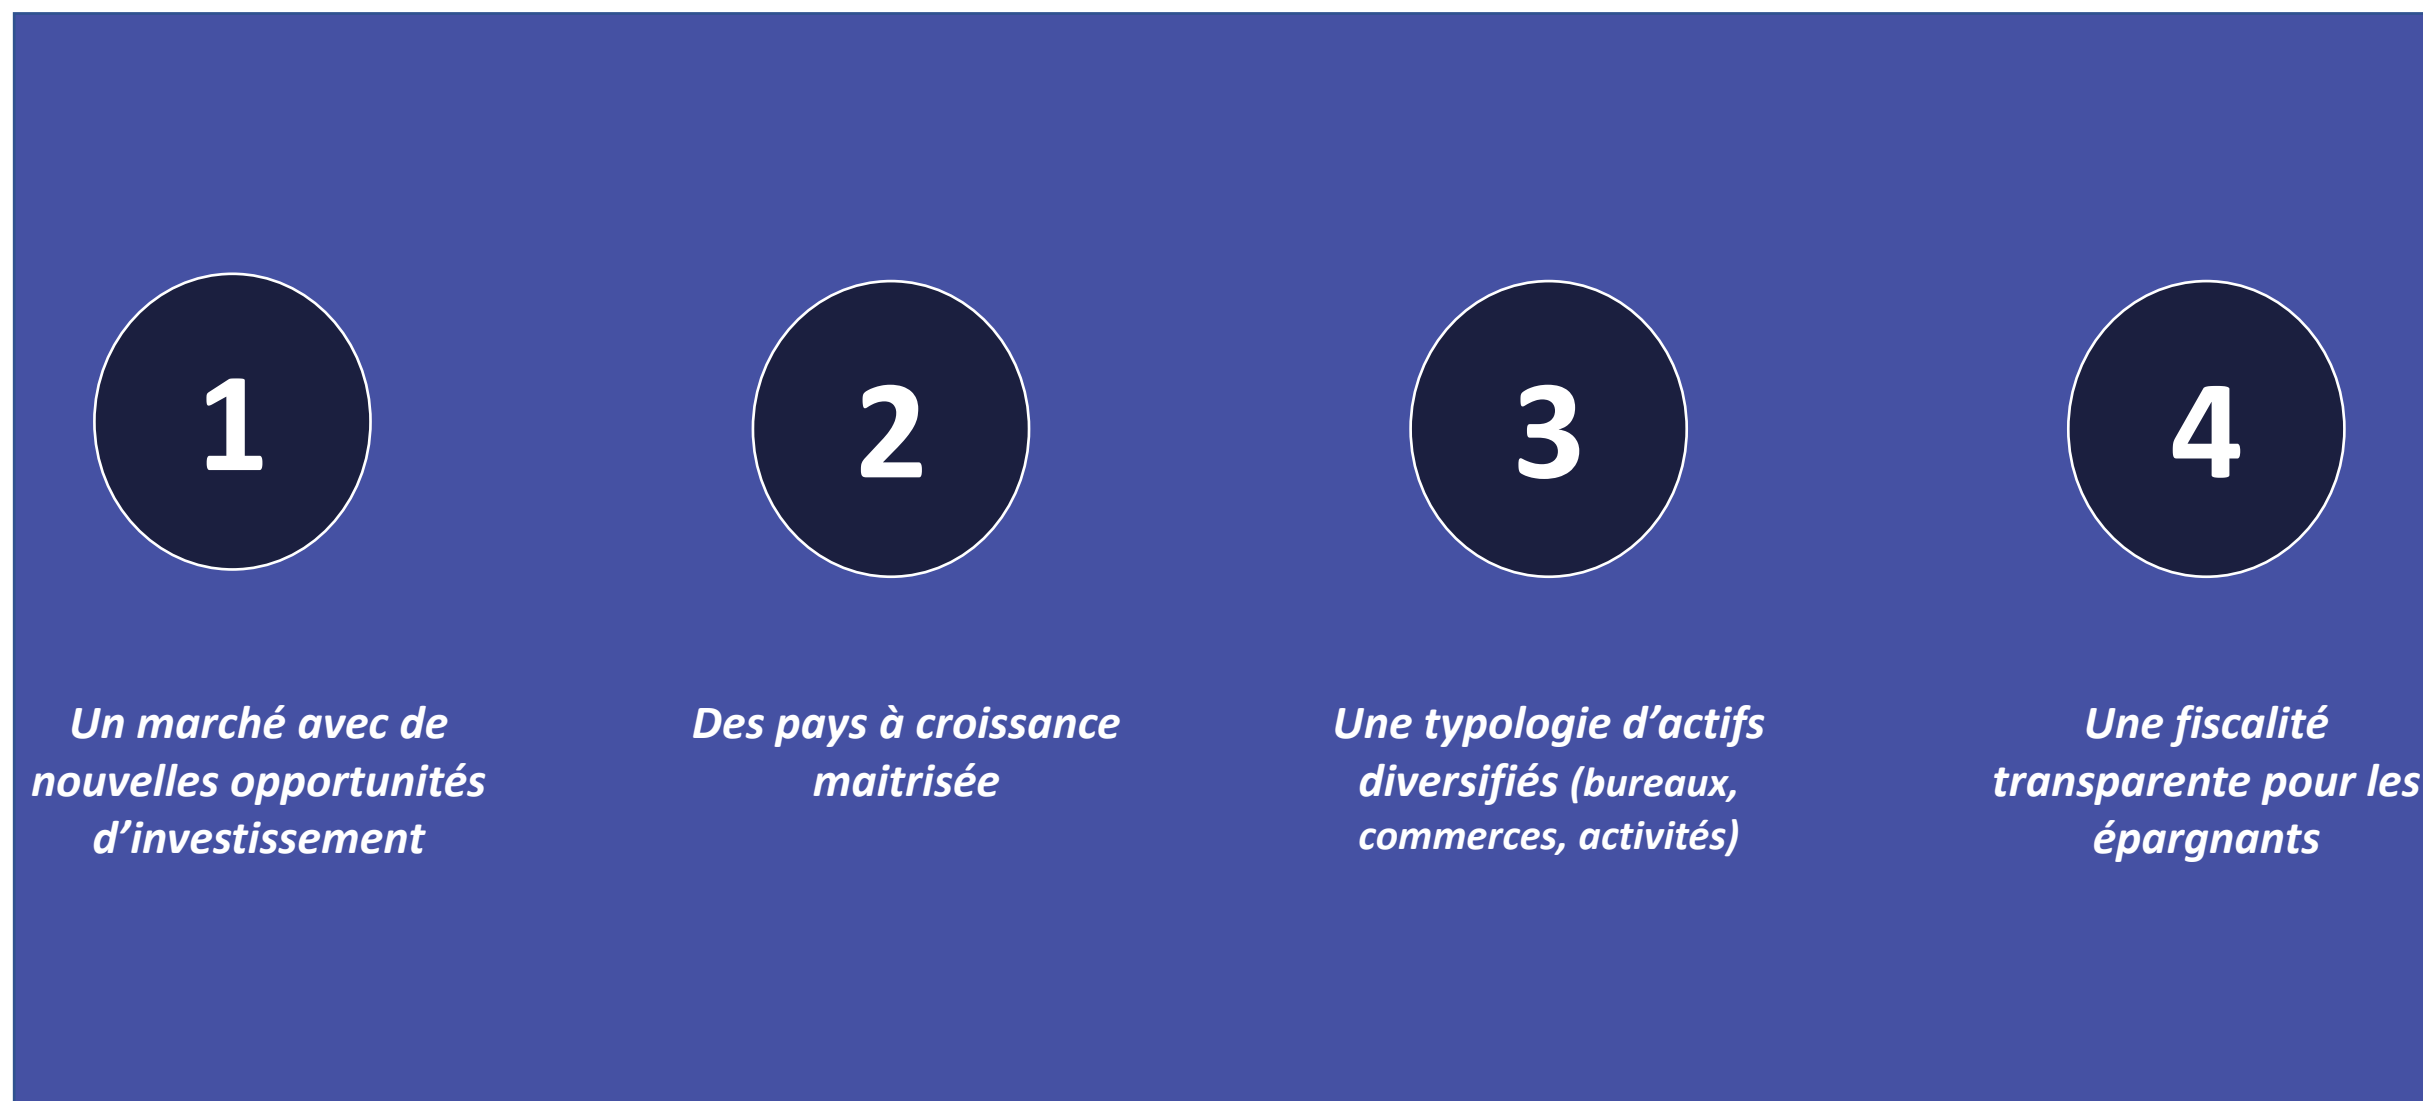 1
Un marché avec de
nouvelles opportunités
d’investissement
2
Des pays à croissance
maitrisée
3
Une typologie d’actifs
diversifiés (bureaux,
commerces, activités)
4
Une fiscalité
transparente pour les
épargnants